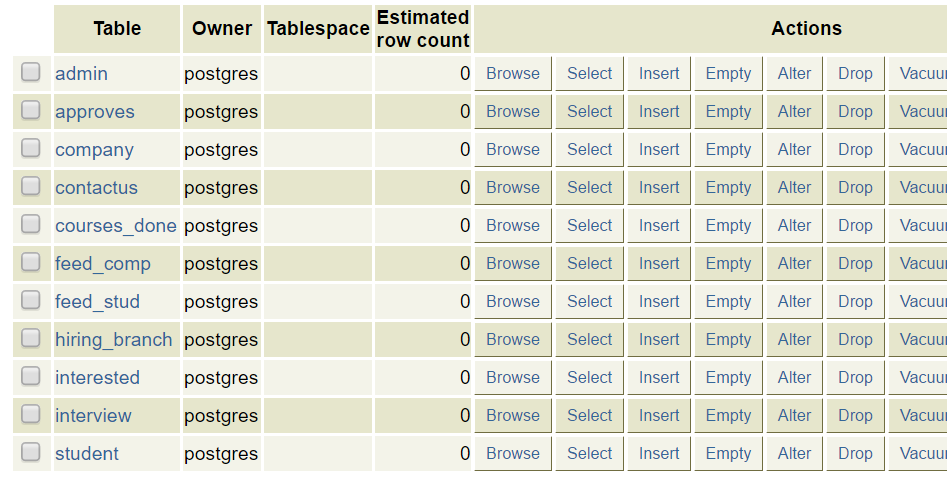 Table Owner Tablespace Estimated row count Actions
admin postgres 0 Browse Select Insert Empty Alter Drop Vacuu
approves postgres 0 Browse Select Insert Empty Alter Drop Vacuu
company postgres 0 Browse Select Insert Empty Alter Drop Vacuu
contactus postgres 0 Browse Select Insert Empty Alter Drop Vacuu
courses_done postgres 0 Browse Select Insert Empty Alter Drop Vacuu
feed_comp postgres 0 Browse Select Insert Empty Alter Drop Vacuu
feed_stud postgres 0 Browse Select Insert Empty Alter Drop Vacuu
hiring_branch postgres 0 Browse Select Insert Empty Alter Drop Vacuu
interested postgres 0 Browse Select Insert Empty Alter Drop Vacuu
interview postgres 0 Browse Select Insert Empty Alter Drop Vacuu
student postgres 0 Browse Select Insert Empty Alter Drop Vacuu